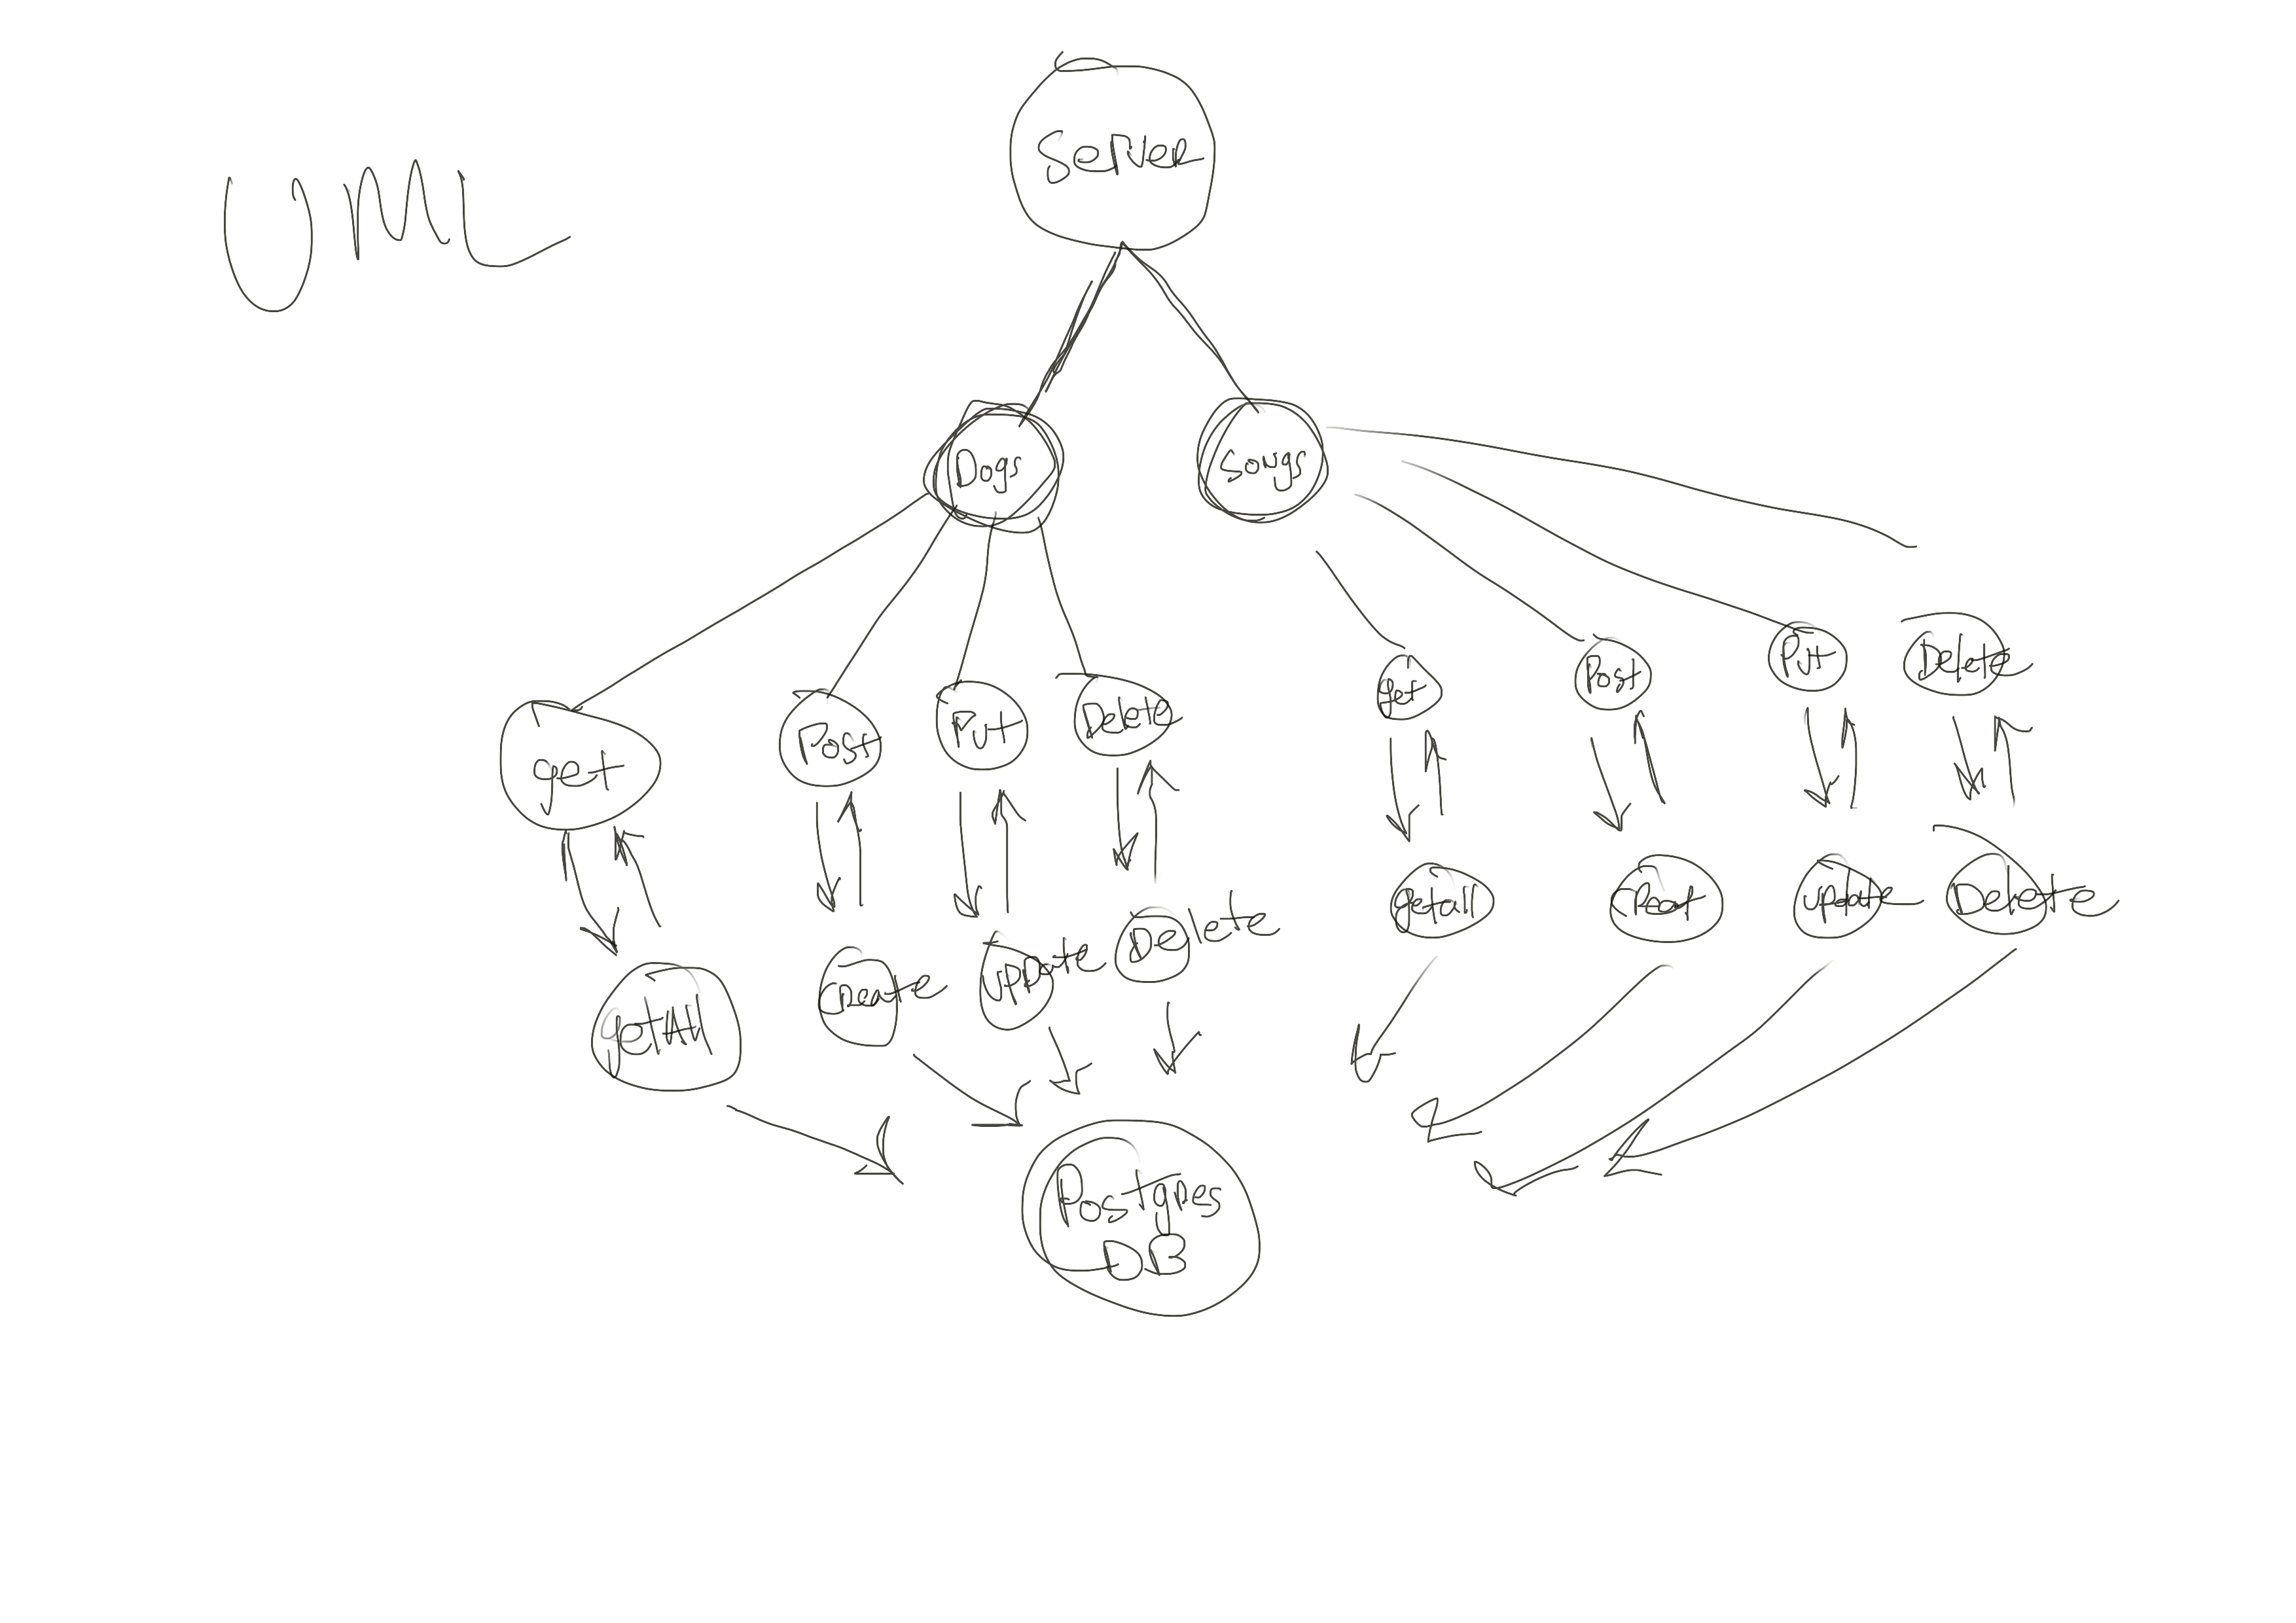 UML
Server
Dogs
Songs
get
Post
Put
Delete
get
Post
Put
Delete
getAll
Create
UPDate
Delete
getall
update
Delete
Postgres
DB